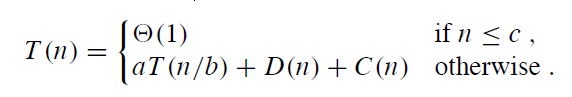 T(n) = { Θ(1) if n ≤ c ,
aT(n/b) + D(n) + C(n) otherwise .